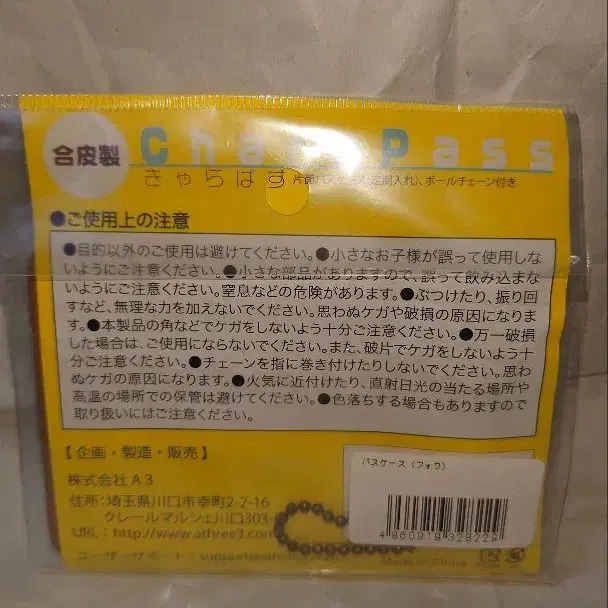 合皮製
Chara Pass
きゃらぱす 片面パスケース(定期入れ)、ボールチェーン付き
●ご使用上の注意
●目的以外のご使用は避けてください。●小さなお子様が誤って使用しな
いようにご注意ください。●小さな部品がありますので、誤って飲み込まな
いようにご注意ください。窒息などの危険があります。●ぶつけたり、振り回
すなど、無理な力を加えないでください。思わぬケガや破損の原因になりま
す。●本製品の角などでケガをしないよう十分ご注意ください。●万一破損
した場合は、ご使用にならないでください。また、破片でケガをしないよう十
分ご注意ください。●チェーンを指に巻き付けたりしないでください。思わ
ぬケガの原因になります。●火気に近付けたり、直射日光の当たる場所や
高温の場所での保管は避けてください。●色落ちする場合もありますので
取り扱いにはご注意ください。
【企画・製造・販売】
株式会社A3
住所:埼玉県川口市幸町2-2-16
クレールマルシェ川口303
URL:http://www.athree3.com
ユーザーサポート:
パスケース(フォウ)
Made in China